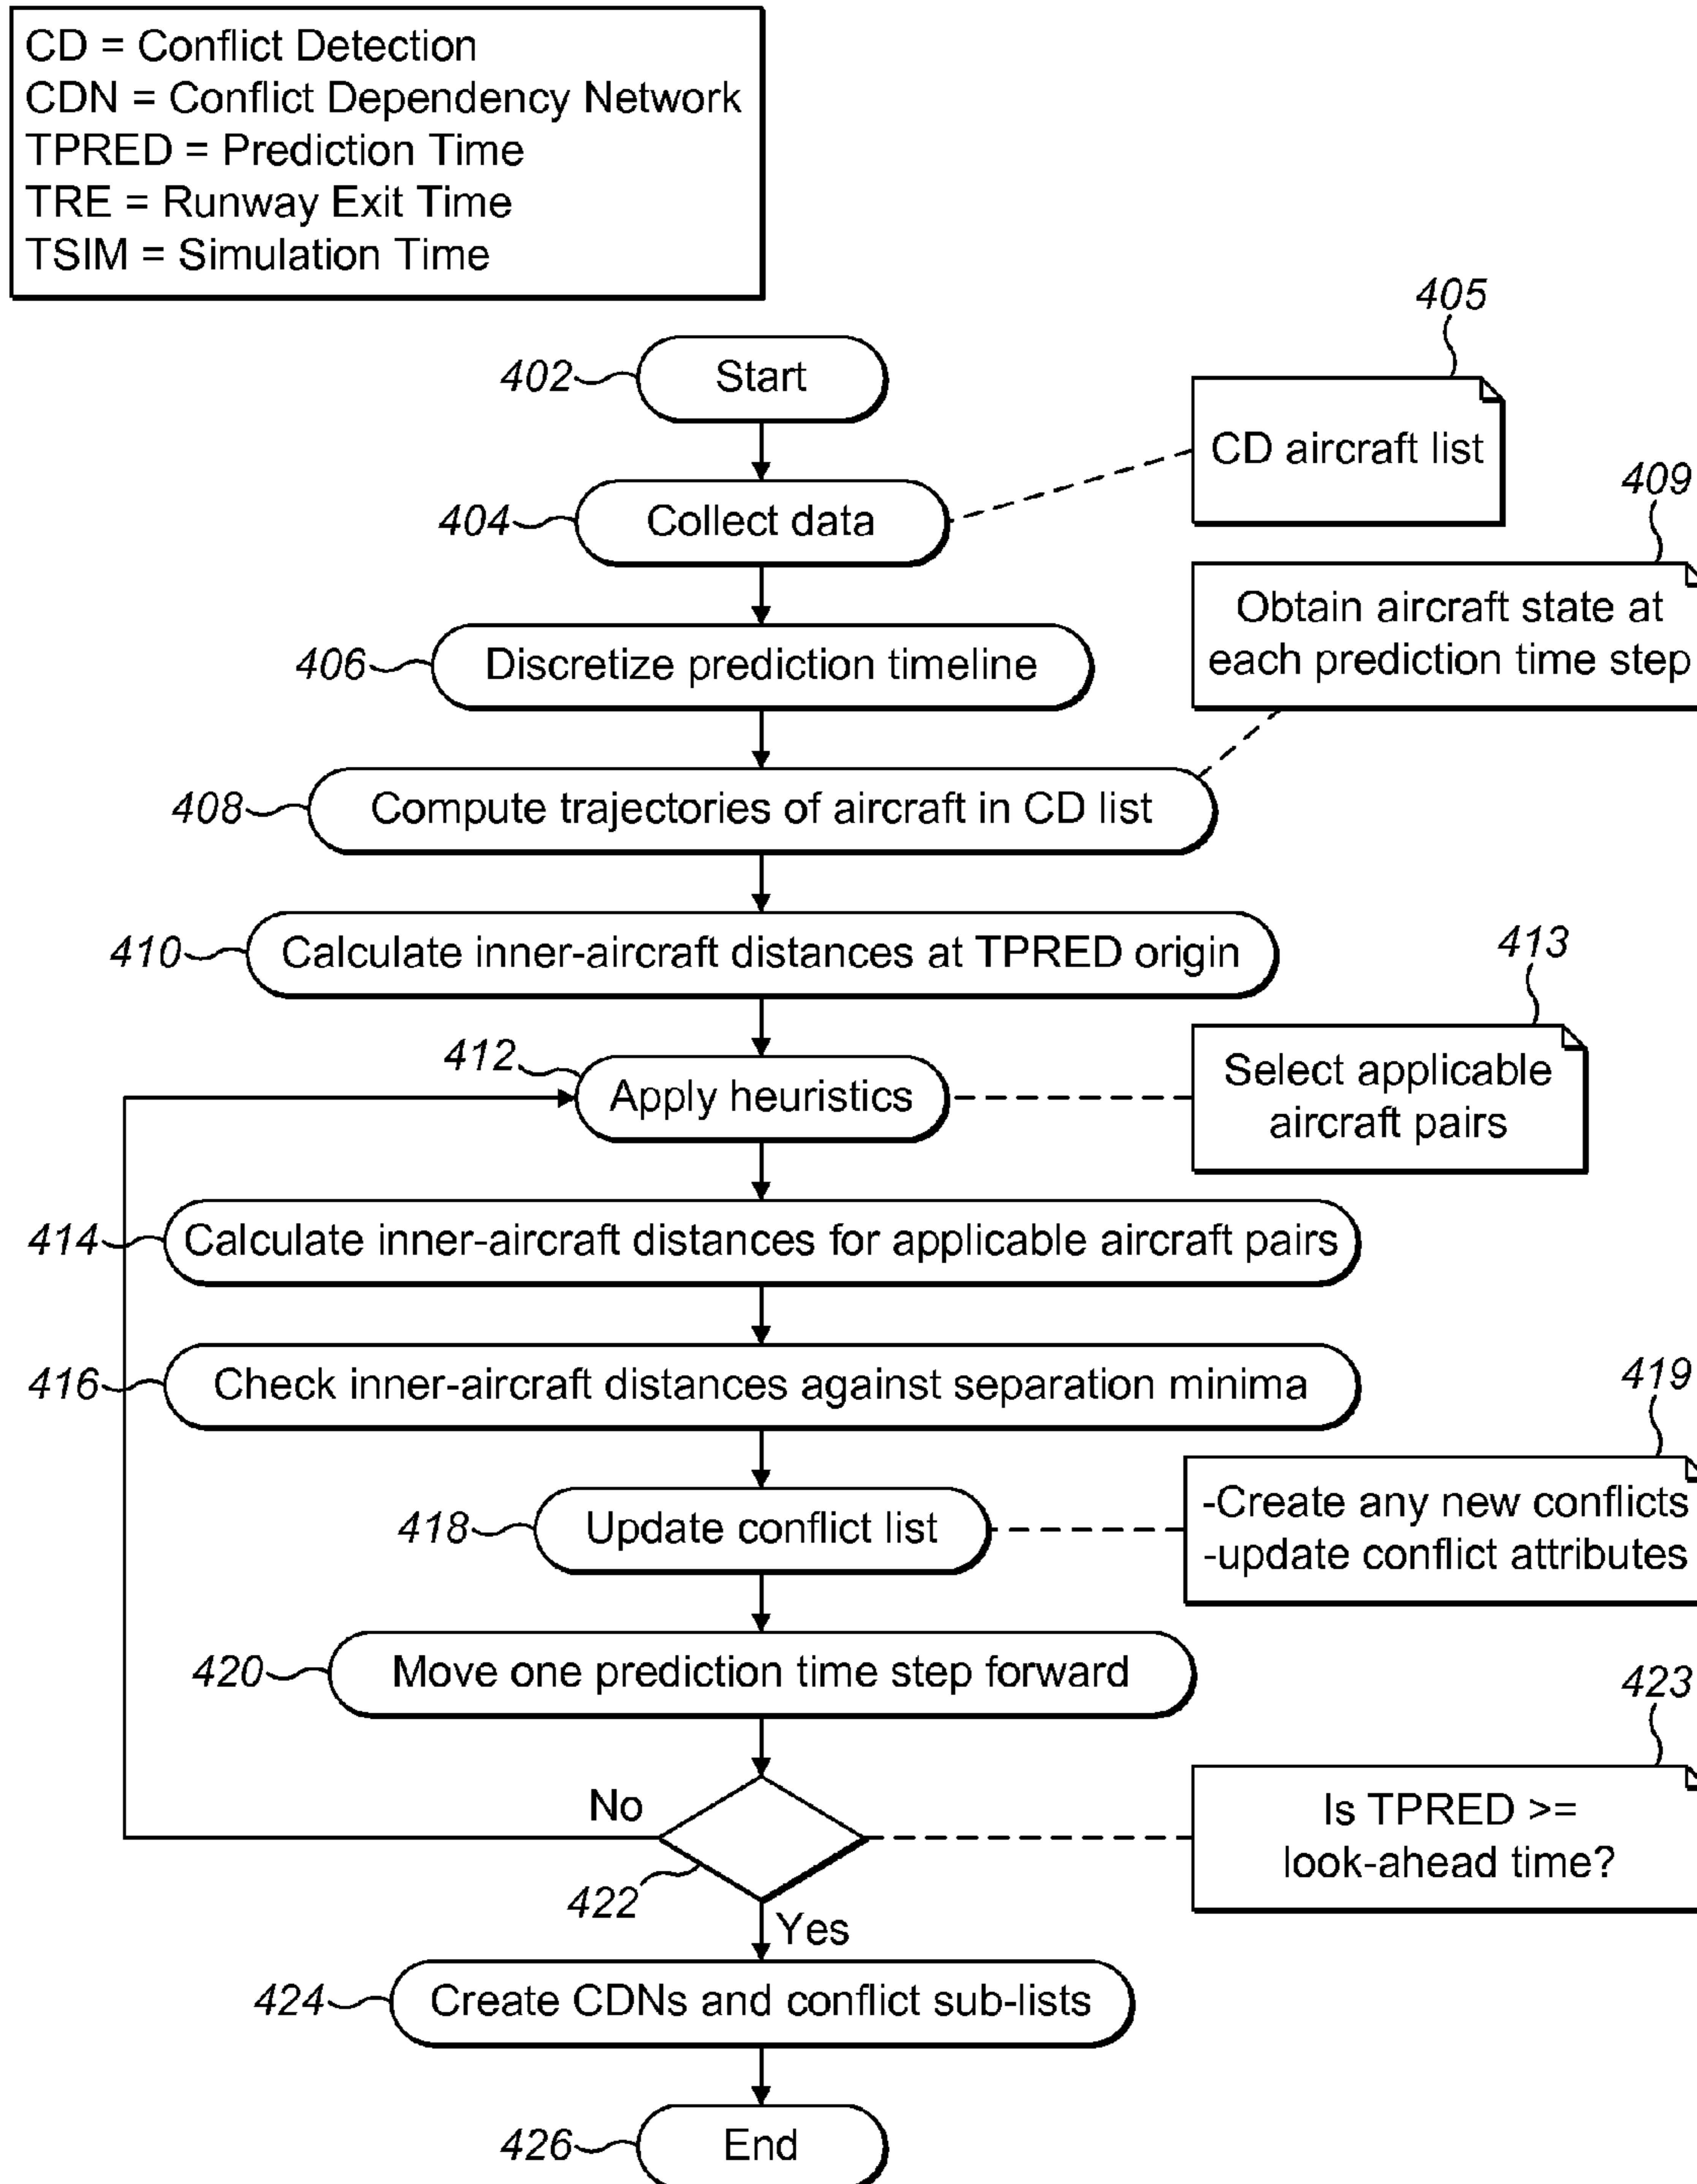 CD = Conflict Detection
CDN = Conflict Dependency Network
TPRED = Prediction Time
TRE = Runway Exit Time
TSIM = Simulation Time
405
402
Start
CD aircraft list
409
404
Collect data
Obtain aircraft state at
each prediction time step
406
Discretize prediction timeline
408
Compute trajectories of aircraft in CD list
413
410
Calculate inner-aircraft distances at TPRED origin
412
Apply heuristics
Select applicable
aircraft pairs
414
Calculate inner-aircraft distances for applicable aircraft pairs
416
Check inner-aircraft distances against separation minima
419
418
Update conflict list
-Create any new conflicts
-update conflict attributes
420
Move one prediction time step forward
423
No
Is TPRED >=
look-ahead time?
422
Yes
424
Create CDNs and conflict sub-lists
426
End